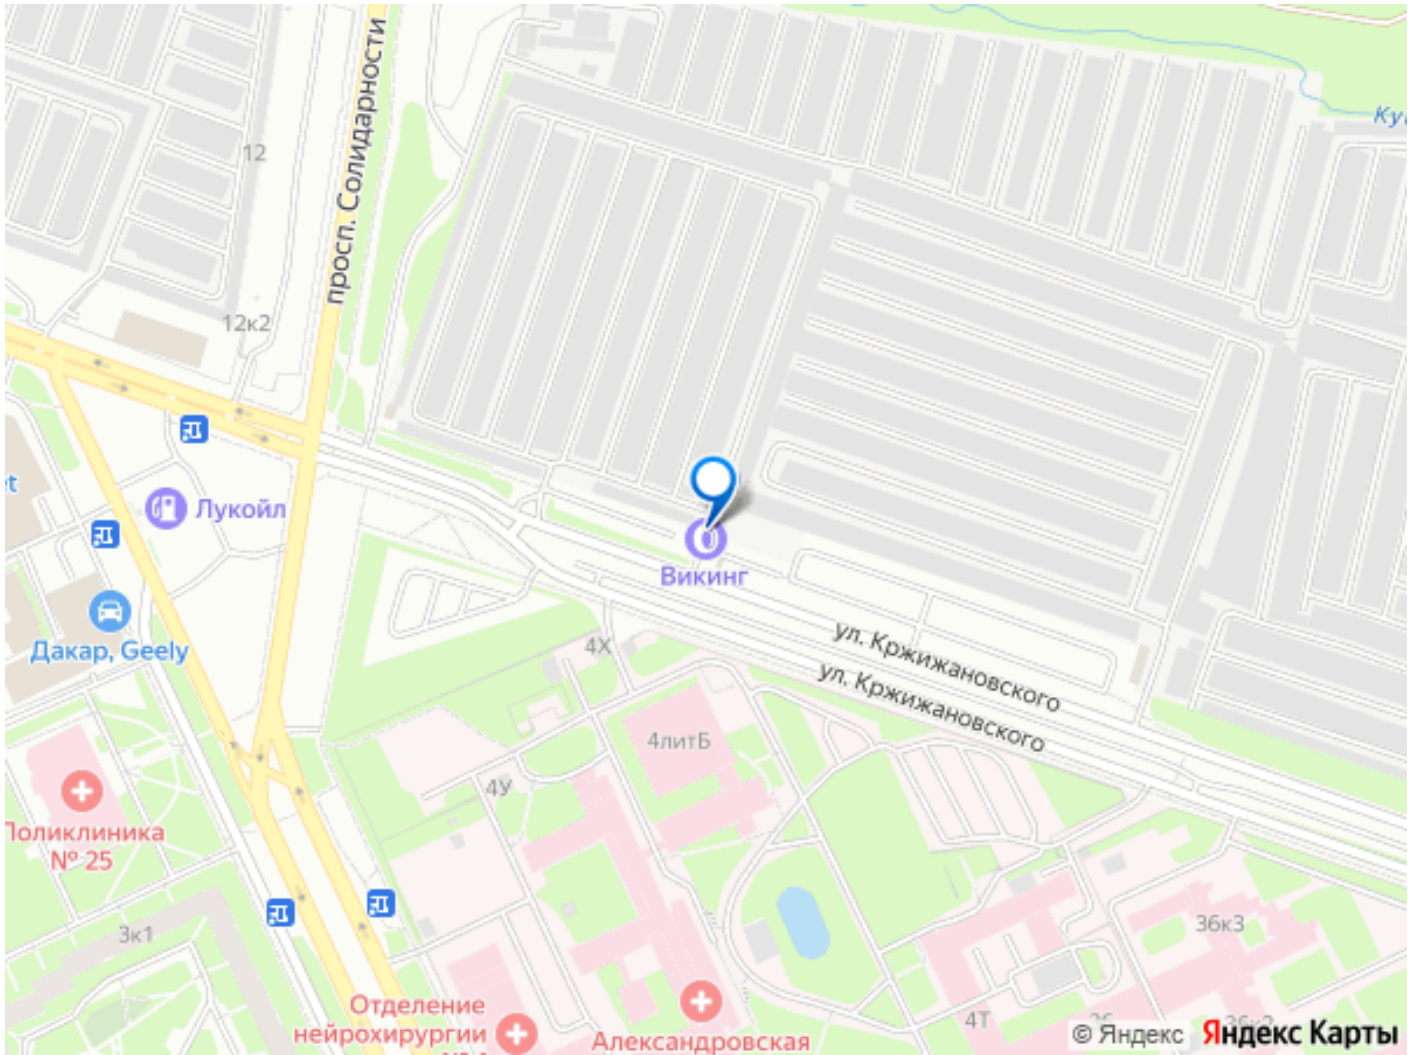 просп. Солидарности
12
12к2
Лукойл
Дакар, Geely
Викинг
ул. Кржижановского
ул. Кржижановского
4Х
4литБ
4У
Поликлиника
№ 25
3к1
36к3
Отделение
нейрохирургии
Александровская
4Т
© Яндекс
Яндекс Карты